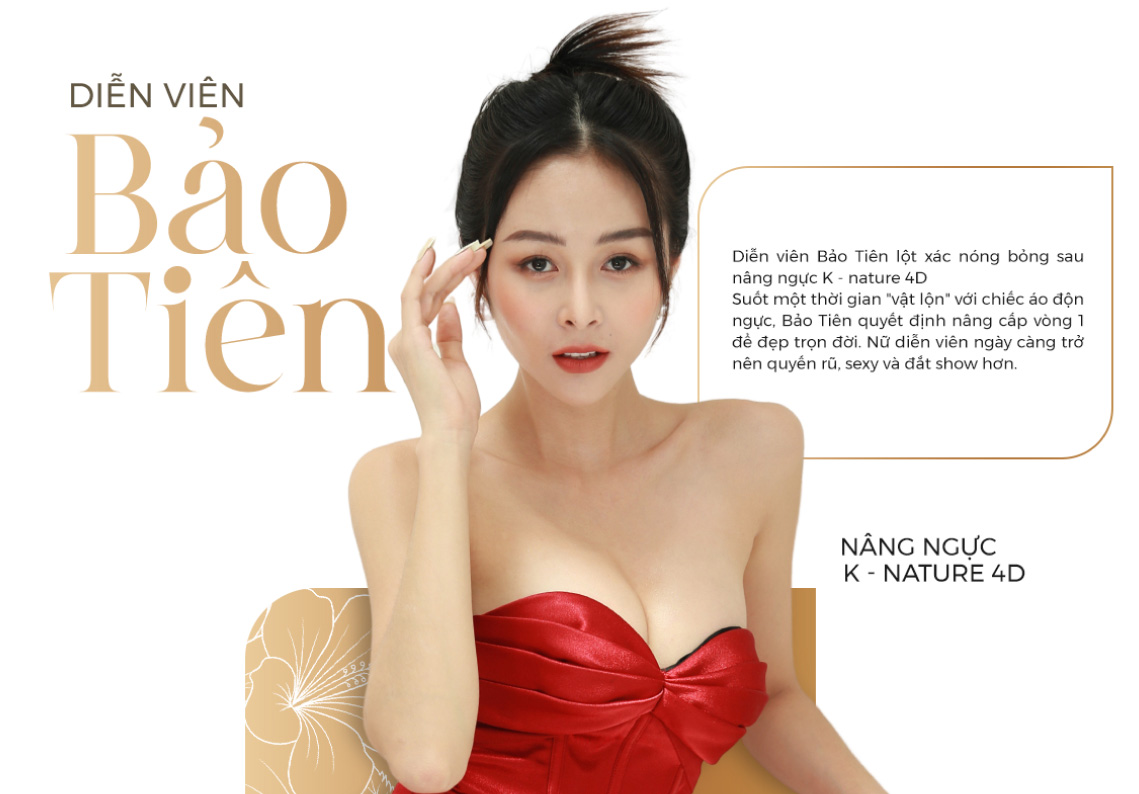 DIỄN VIÊN
Bảo
Tiên
Diễn viên Bảo Tiên lột xác nóng bỏng sau
nâng ngực K - nature 4D
Suốt một thời gian "vật lộn" với chiếc áo độn
ngực, Bảo Tiên quyết định nâng cấp vòng 1
để đẹp trọn đời. Nữ diễn viên ngày càng trở
nên quyến rũ, sexy và đắt show hơn.
NÂNG NGỰC
K - NATURE 4D